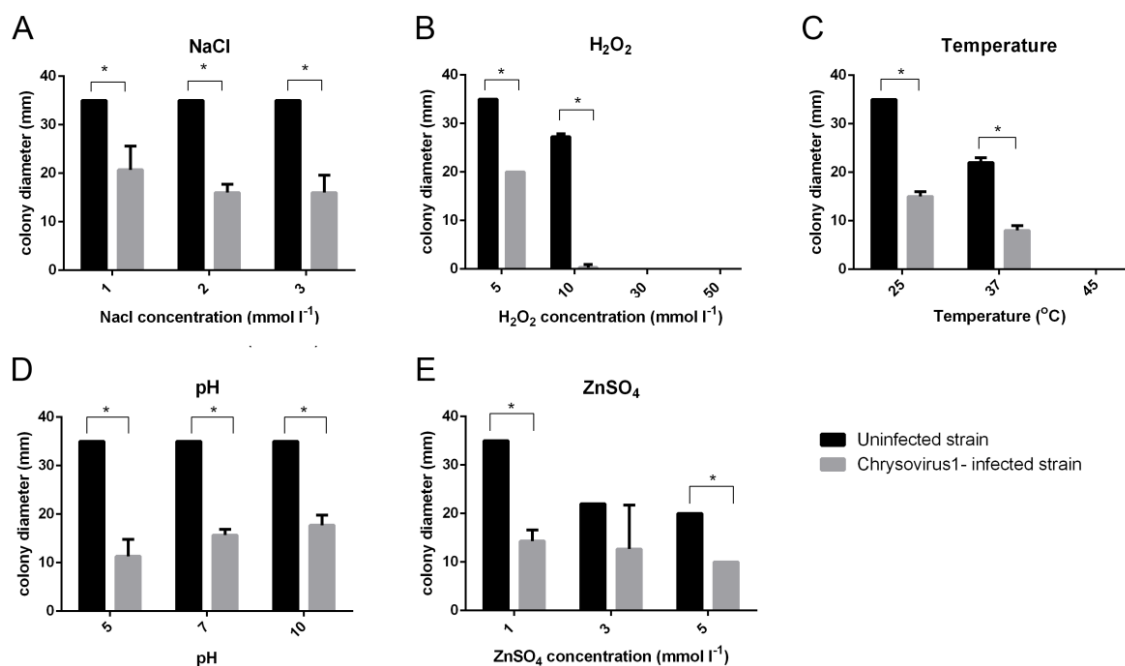 A
NaCl
* * *
colony diameter (mm)
40
30
20
10
0
1 2 3
Nacl concentration (mmol l⁻¹)
B
H₂O₂
* *
colony diameter (mm)
40
30
20
10
0
5 10 30 50
H₂O₂ concentration (mmol l⁻¹)
C
Temperature
* *
colony diameter (mm)
40
30
20
10
0
25 37 45
Temperature (°C)
D
pH
* * *
colony diameter (mm)
40
30
20
10
0
5 7 10
pH
E
ZnSO₄
* *
colony diameter (mm)
40
30
20
10
0
1 3 5
ZnSO₄ concentration (mmol l⁻¹)
Uninfected strain
Chrysovirus1- infected strain